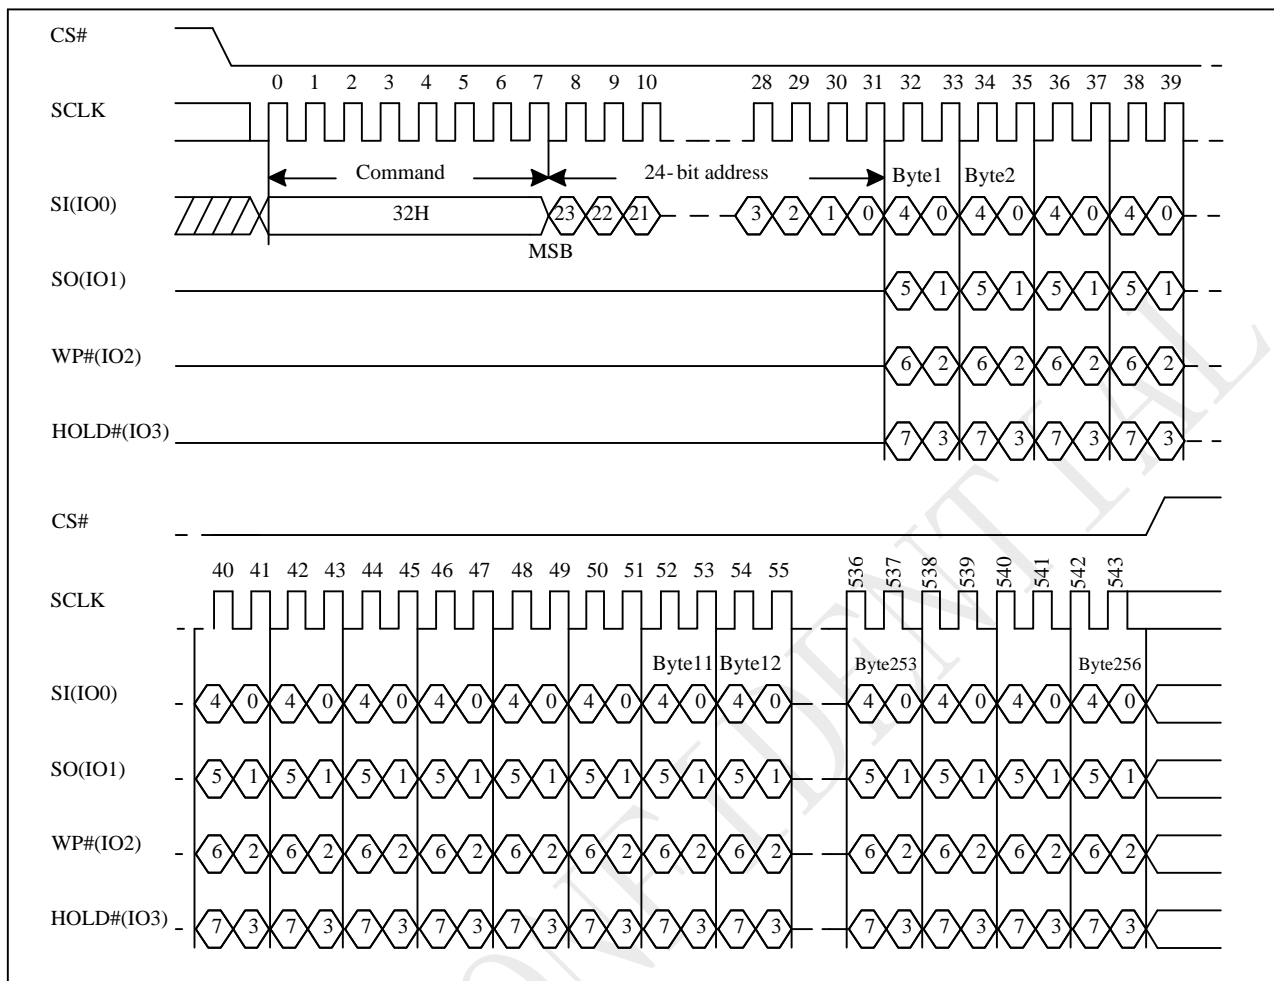 CS#
0 1 2 3 4 5 6 7 8 9 10 28 29 30 31 32 33 34 35 36 37 38 39
SCLK
Command 24-bit address Byte1 Byte2
SI(IO0) 32H 23 22 21 3 2 1 0 4 0 4 0 4 0 4 0
MSB
SO(IO1) 5 1 5 1 5 1 5 1
WP#(IO2) 6 2 6 2 6 2 6 2
HOLD#(IO3) 7 3 7 3 7 3 7 3
CS#
40 41 42 43 44 45 46 47 48 49 50 51 52 53 54 55 536 537 538 539 540 541 542 543
SCLK
Byte11 Byte12 Byte253 Byte256
SI(IO0) 4 0 4 0 4 0 4 0 4 0 4 0 4 0 4 0 4 0 4 0 4 0 4 0
SO(IO1) 5 1 5 1 5 1 5 1 5 1 5 1 5 1 5 1 5 1 5 1 5 1 5 1
WP#(IO2) 6 2 6 2 6 2 6 2 6 2 6 2 6 2 6 2 6 2 6 2 6 2 6 2
HOLD#(IO3) 7 3 7 3 7 3 7 3 7 3 7 3 7 3 7 3 7 3 7 3 7 3 7 3
ONFIDENTIAL